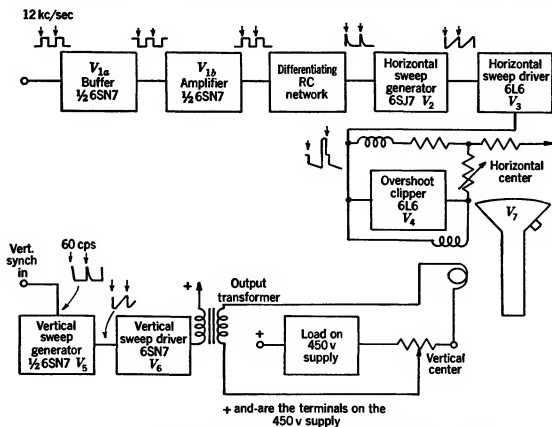 12 kc/sec
V1a
Buffer
½ 6SN7
V1b
Amplifier
½ 6SN7
Differentiating
RC
network
Horizontal
sweep
generator
6SJ7 V2
Horizontal
sweep driver
6L6
V3
Overshoot
clipper
6L6
V4
Horizontal
center
V7
Vert.
synch
in
60 cps
Vertical
sweep
generator
½ 6SN7 V5
Vertical
sweep driver
6SN7
V6
+
Output
transformer
+
Load on
450 v
supply
Vertical
center
+ and-are the terminals on the
450 v supply